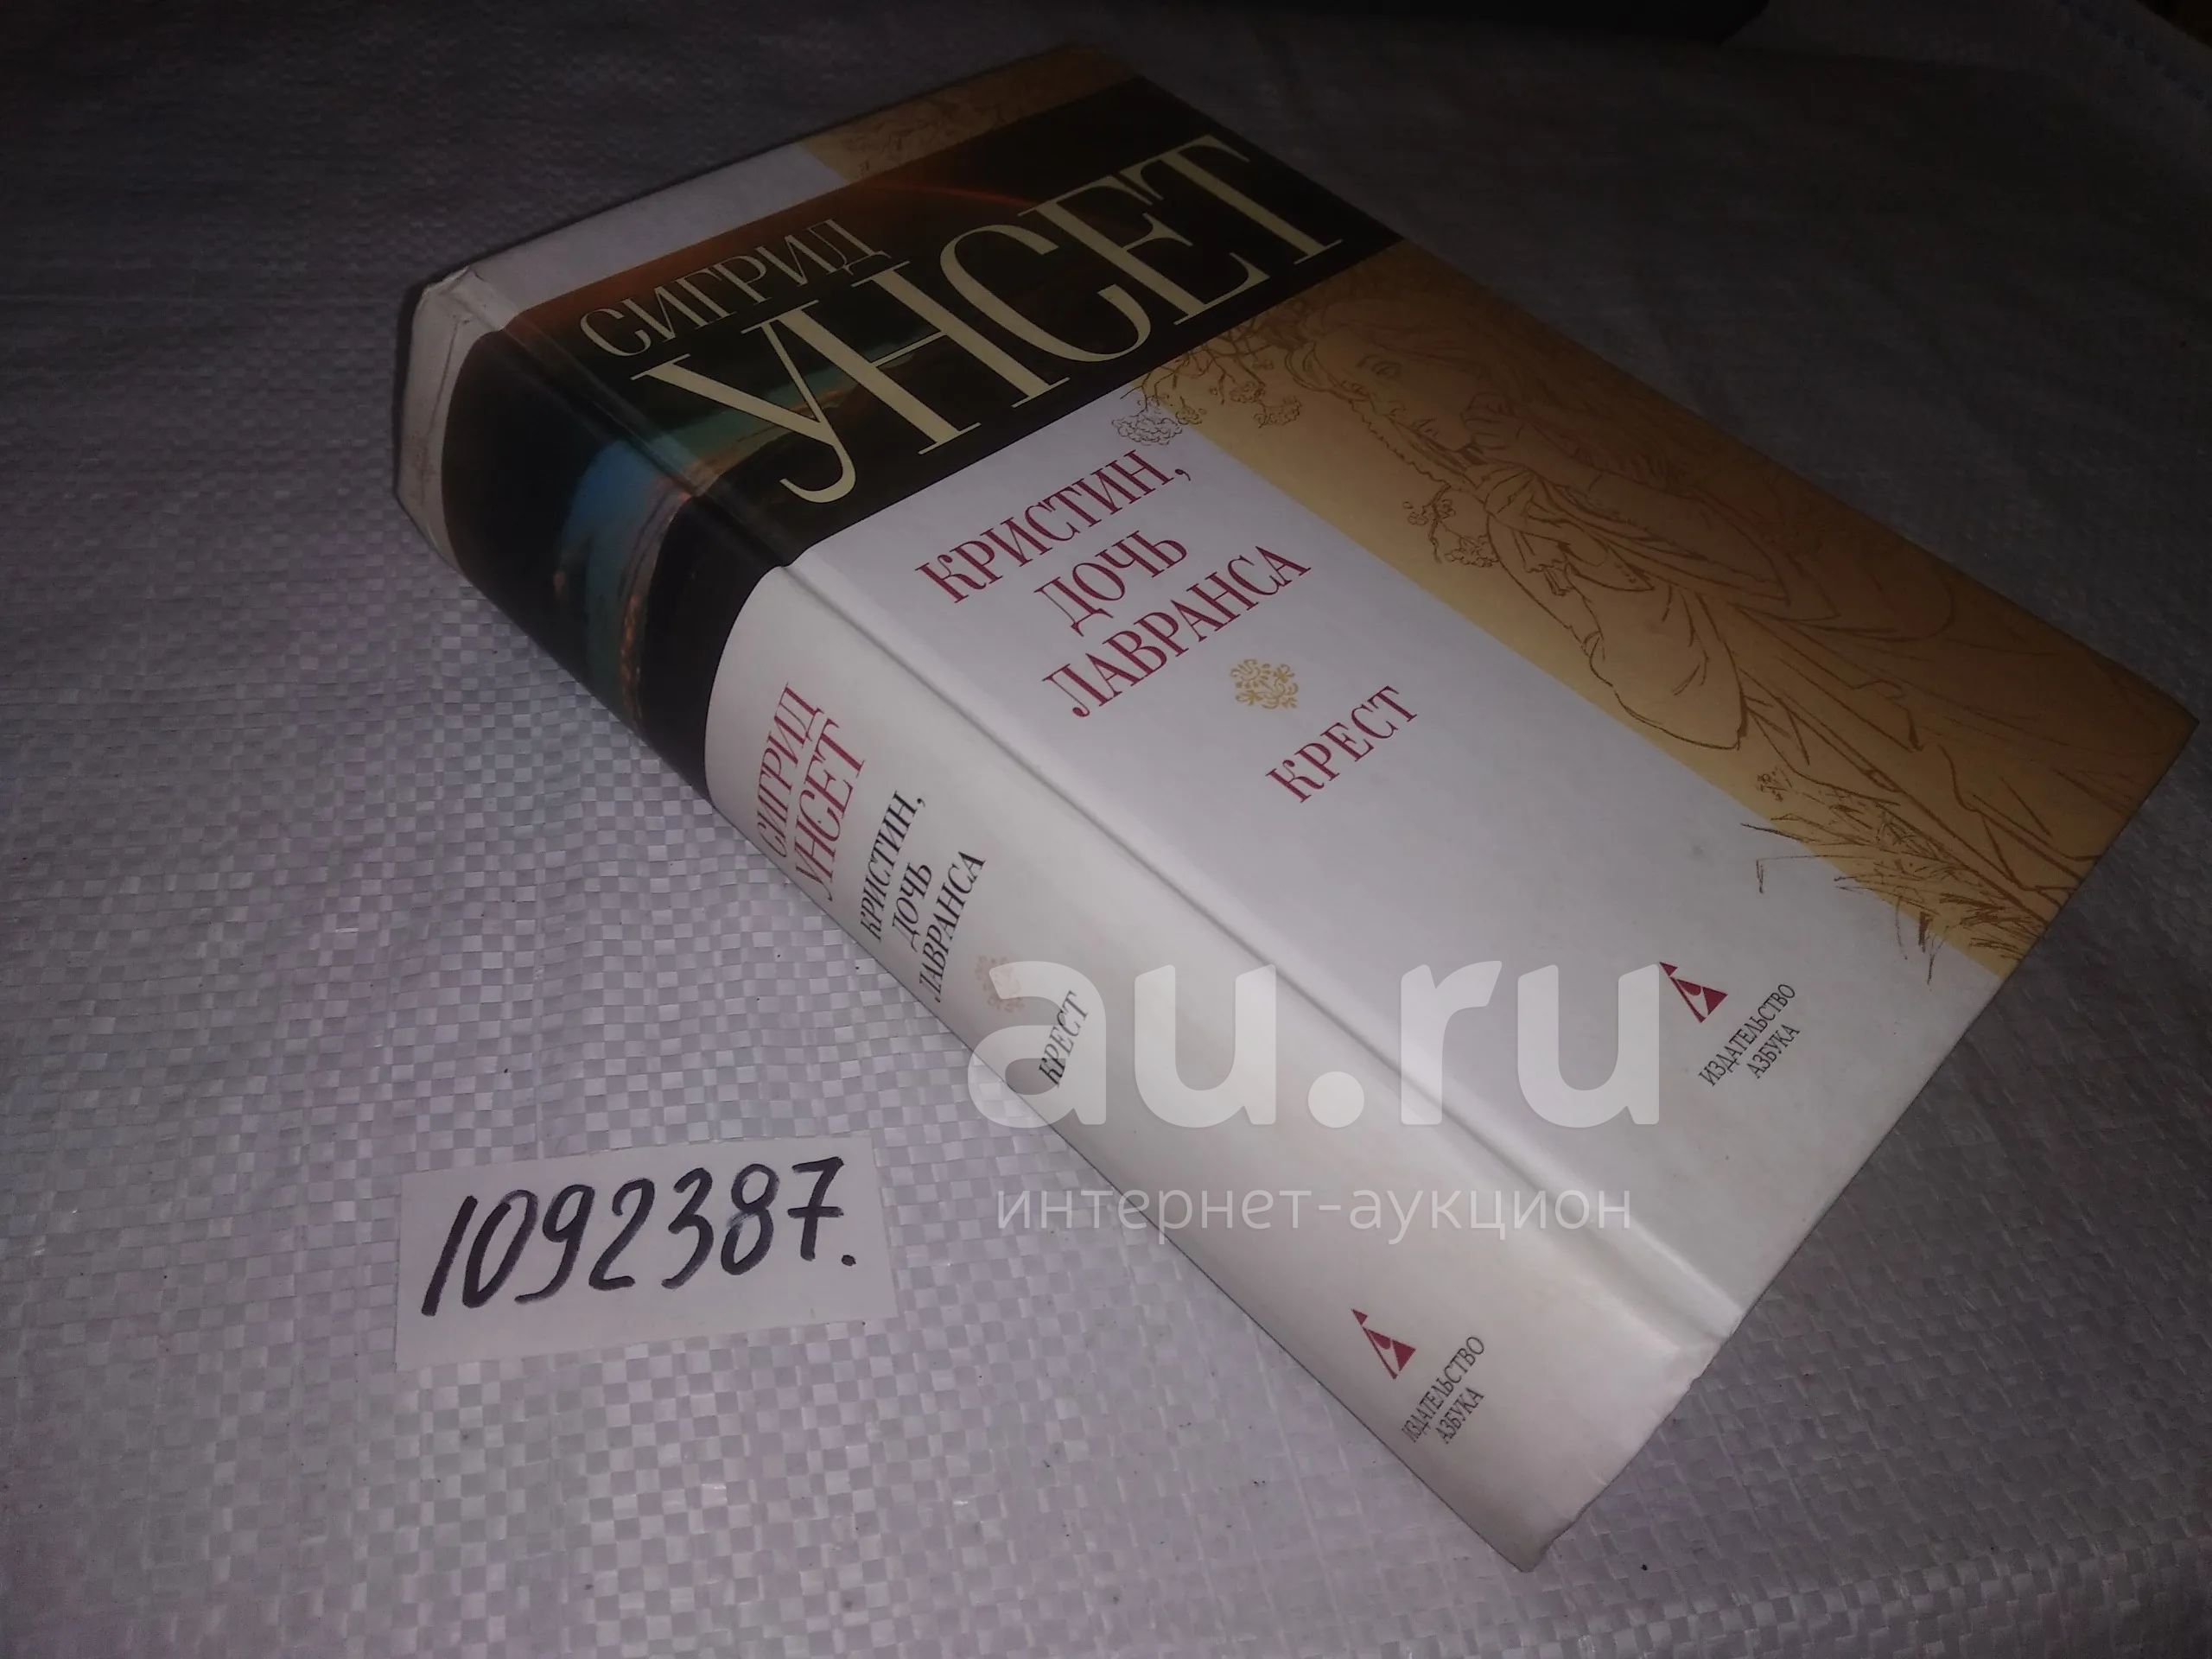 СИГРИД
УНСЕТ
КРИСТИН,
ДОЧЬ
ЛАВРАНСА
КРЕСТ
ИЗДАТЕЛЬСТВО
АЗБУКА
СИГРИД
УНСЕТ
КРИСТИН,
ДОЧЬ
ЛАВРАНСА
КРЕСТ
ИЗДАТЕЛЬСТВО
АЗБУКА
1092387.
au.ru
интернет-аукцион